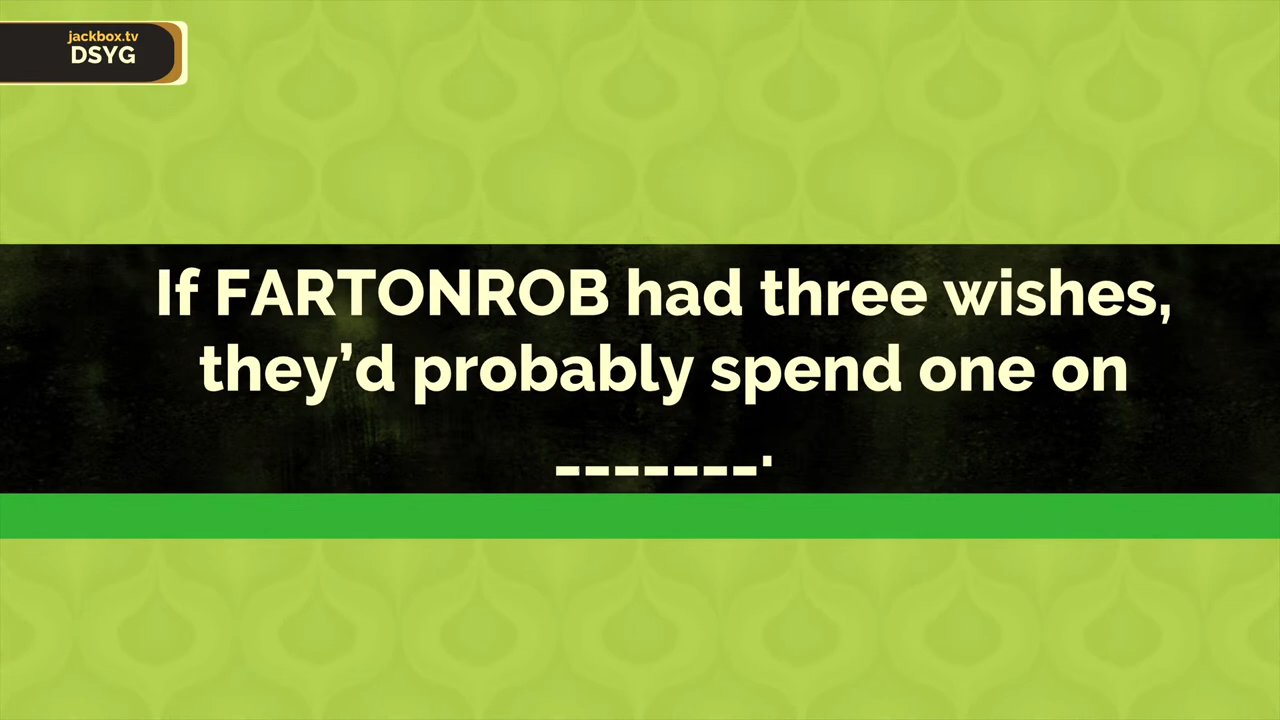 jackbox.tv
DSYG
If FARTONROB had three wishes,
they’d probably spend one on
_______.